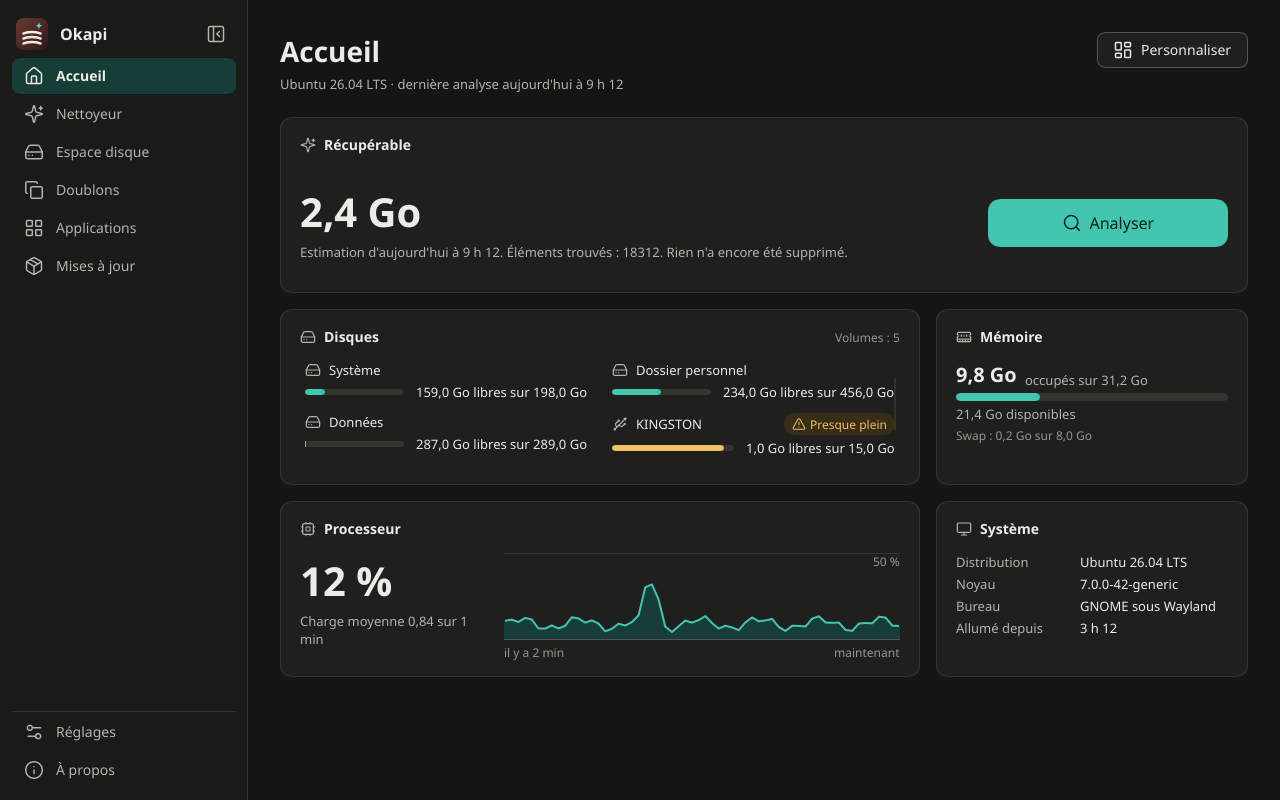 Okapi
Accueil
Nettoyeur
Espace disque
Doublons
Applications
Mises à jour
Réglages
À propos
Accueil
Ubuntu 26.04 LTS · dernière analyse aujourd'hui à 9 h 12
Personnaliser
Récupérable
2,4 Go
Estimation d'aujourd'hui à 9 h 12. Éléments trouvés : 18312. Rien n'a encore été supprimé.
Analyser
Disques
Volumes : 5
Système
159,0 Go libres sur 198,0 Go
Dossier personnel
234,0 Go libres sur 456,0 Go
Données
287,0 Go libres sur 289,0 Go
KINGSTON
Presque plein
1,0 Go libres sur 15,0 Go
Mémoire
9,8 Go occupés sur 31,2 Go
21,4 Go disponibles
Swap : 0,2 Go sur 8,0 Go
Processeur
12 %
Charge moyenne 0,84 sur 1
min
50 %
il y a 2 min
maintenant
Système
Distribution Ubuntu 26.04 LTS
Noyau 7.0.0-42-generic
Bureau GNOME sous Wayland
Allumé depuis 3 h 12